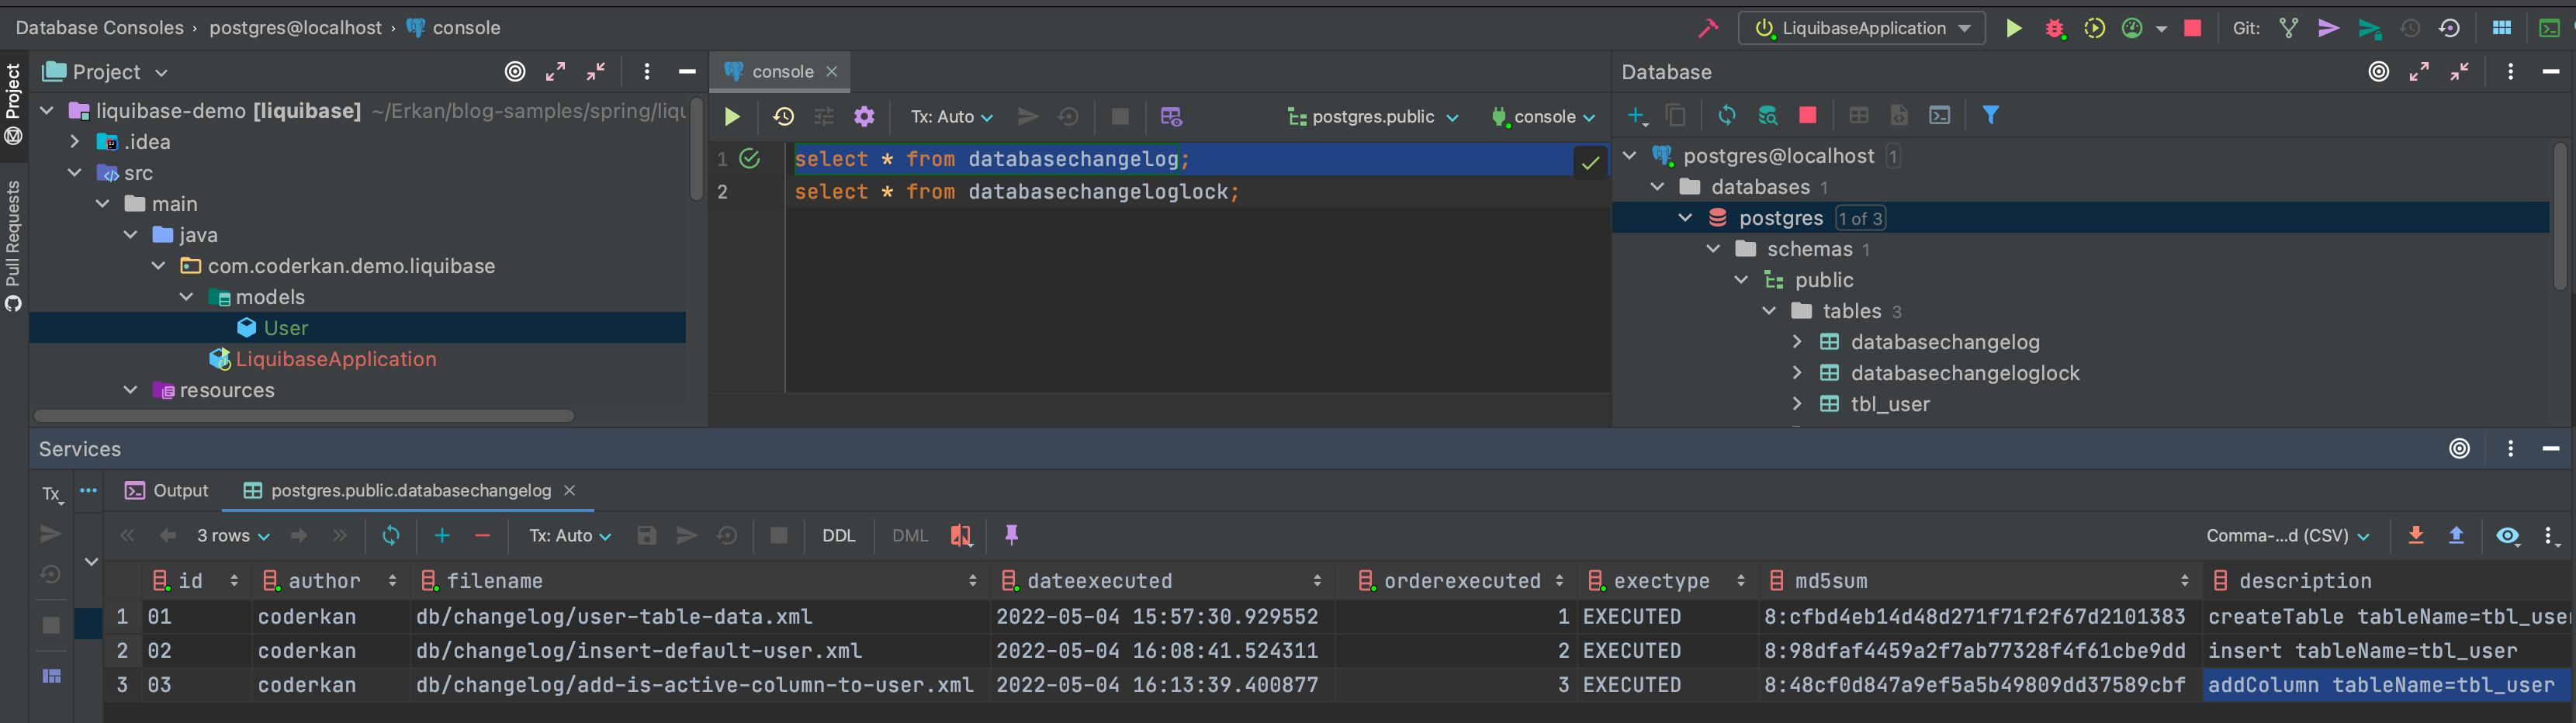 Database Consoles › postgres@localhost › console
LiquibaseApplication
Git:
Project
Pull Requests
Project
liquibase-demo [liquibase] ~/Erkan/blog-samples/spring/liqu
.idea
src
main
java
com.coderkan.demo.liquibase
models
User
LiquibaseApplication
resources
console
Tx: Auto
postgres.public
console
1 select * from databasechangelog;
2 select * from databasechangeloglock;
Database
postgres@localhost 1
databases 1
postgres 1 of 3
schemas 1
public
tables 3
databasechangelog
databasechangeloglock
tbl_user
Services
Tx
Output
postgres.public.databasechangelog
3 rows
Tx: Auto
DDL
DML
Comma-...d (CSV)
id author filename dateexecuted orderexecuted exectype md5sum description
1 01 coderkan db/changelog/user-table-data.xml 2022-05-04 15:57:30.929552 1 EXECUTED 8:cfbd4eb14d48d271f71f2f67d2101383 createTable tableName=tbl_user
2 02 coderkan db/changelog/insert-default-user.xml 2022-05-04 16:08:41.524311 2 EXECUTED 8:98dfaf4459a2f7ab77328f4f61cbe9dd insert tableName=tbl_user
3 03 coderkan db/changelog/add-is-active-column-to-user.xml 2022-05-04 16:13:39.400877 3 EXECUTED 8:48cf0d847a9ef5a5b49809dd37589cbf addColumn tableName=tbl_user